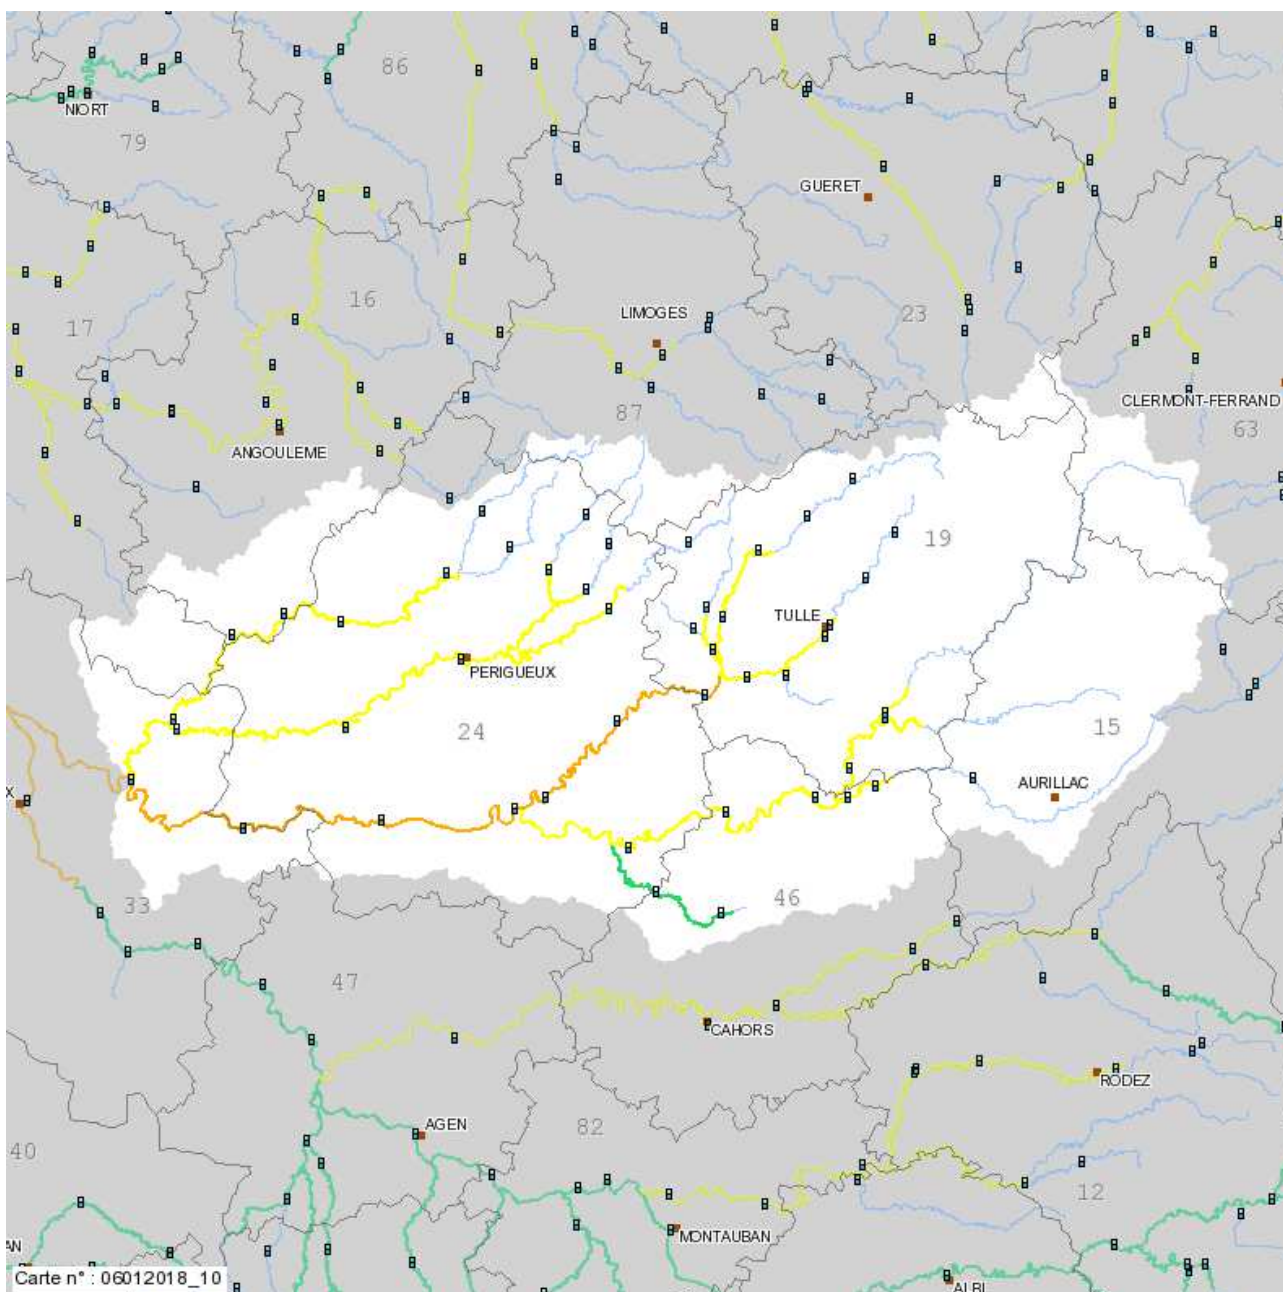 86
NIORT
79
GUERET
16
LIMOGES
23
17
87
CLERMONT-FERRAND
63
ANGOULEME
19
TULLE
PERIGUEUX
24
15
X
AURILLAC
33
46
47
CAHORS
RODEZ
AGEN
82
40
12
MONTAUBAN
AN
Carte n° : 06012018_10
ALBI